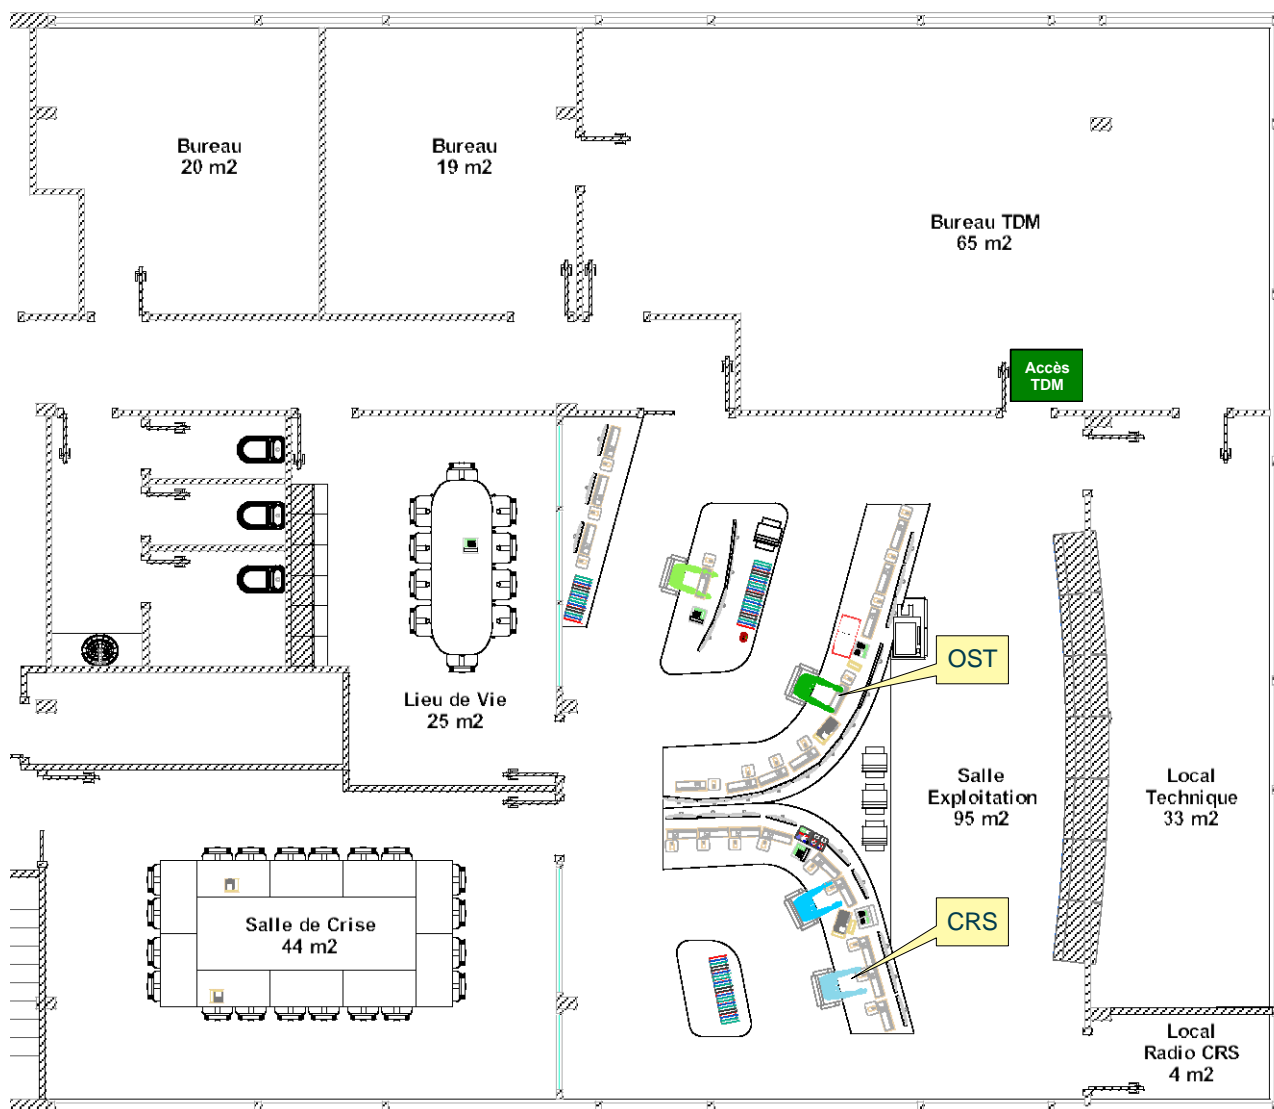 Bureau
20 m2
Bureau
19 m2
Bureau TDM
65 m2
Accès
TDM
OST
Lieu de Vie
25 m2
Salle
Exploitation
95 m2
Local
Technique
33 m2
Salle de Crise
44 m2
CRS
Local
Radio CRS
4 m2